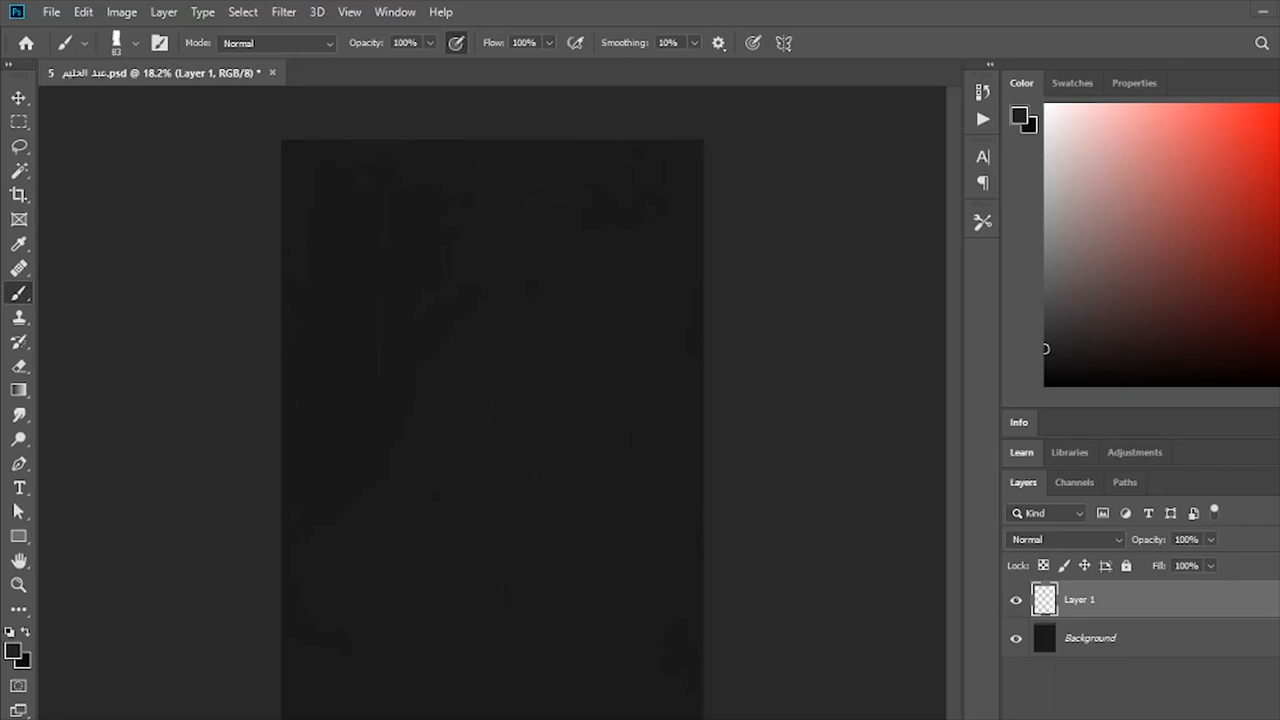 Ps File Edit Image Layer Type Select Filter 3D View Window Help
83 Mode: Normal Opacity: 100% Flow: 100% Smoothing: 10%
5 عبد الحليم.psd @ 18.2% (Layer 1, RGB/8) *
Color Swatches Properties
Info
Learn Libraries Adjustments
Layers Channels Paths
Kind
Normal Opacity: 100%
Lock: Fill: 100%
Layer 1
Background